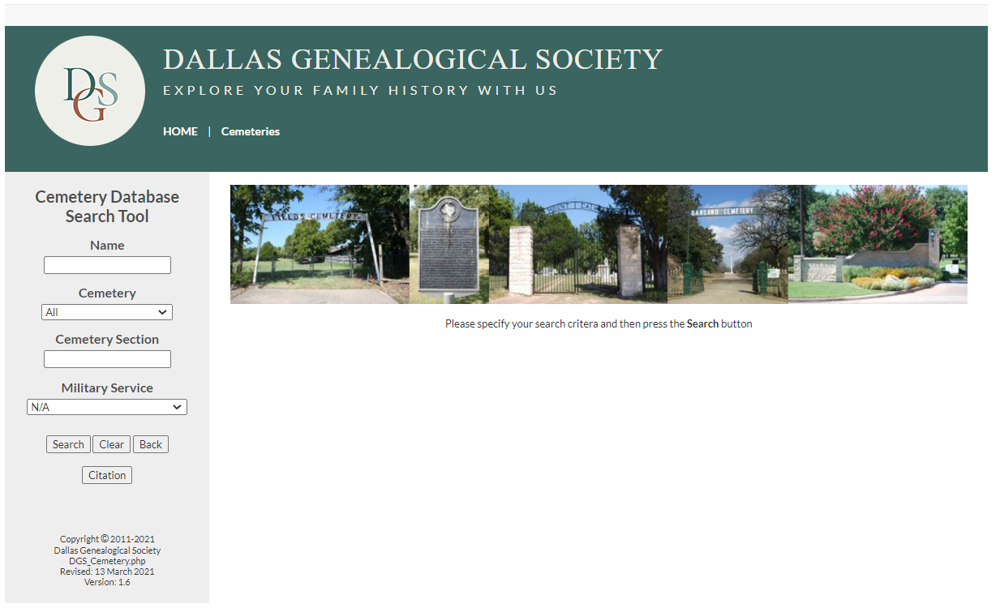 DGS
DALLAS GENEALOGICAL SOCIETY
EXPLORE YOUR FAMILY HISTORY WITH US
HOME | Cemeteries
Cemetery Database
Search Tool
Name
Cemetery
All
Cemetery Section
Military Service
N/A
Search Clear Back
Citation
Copyright © 2011-2021
Dallas Genealogical Society
DGS_Cemetery.php
Revised: 13 March 2021
Version: 1.6
FIELDS CEMETERY
OAKLAND CEMETERY
Please specify your search critera and then press the Search button